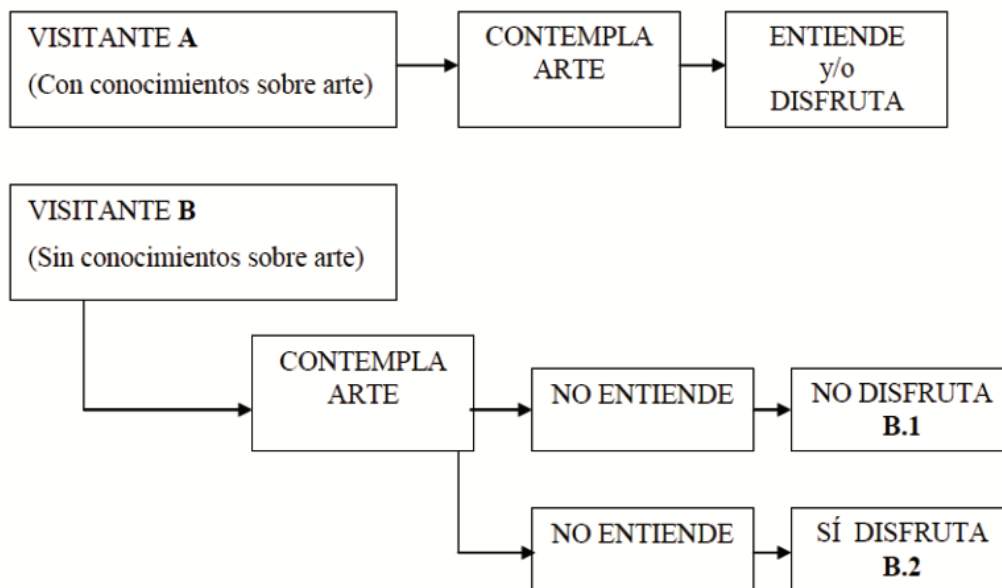 VISITANTE A
(Con conocimientos sobre arte)
CONTEMPLA
ARTE
ENTIENDE
y/o
DISFRUTA
VISITANTE B
(Sin conocimientos sobre arte)
CONTEMPLA
ARTE
NO ENTIENDE
NO DISFRUTA
B.1
NO ENTIENDE
SÍ DISFRUTA
B.2